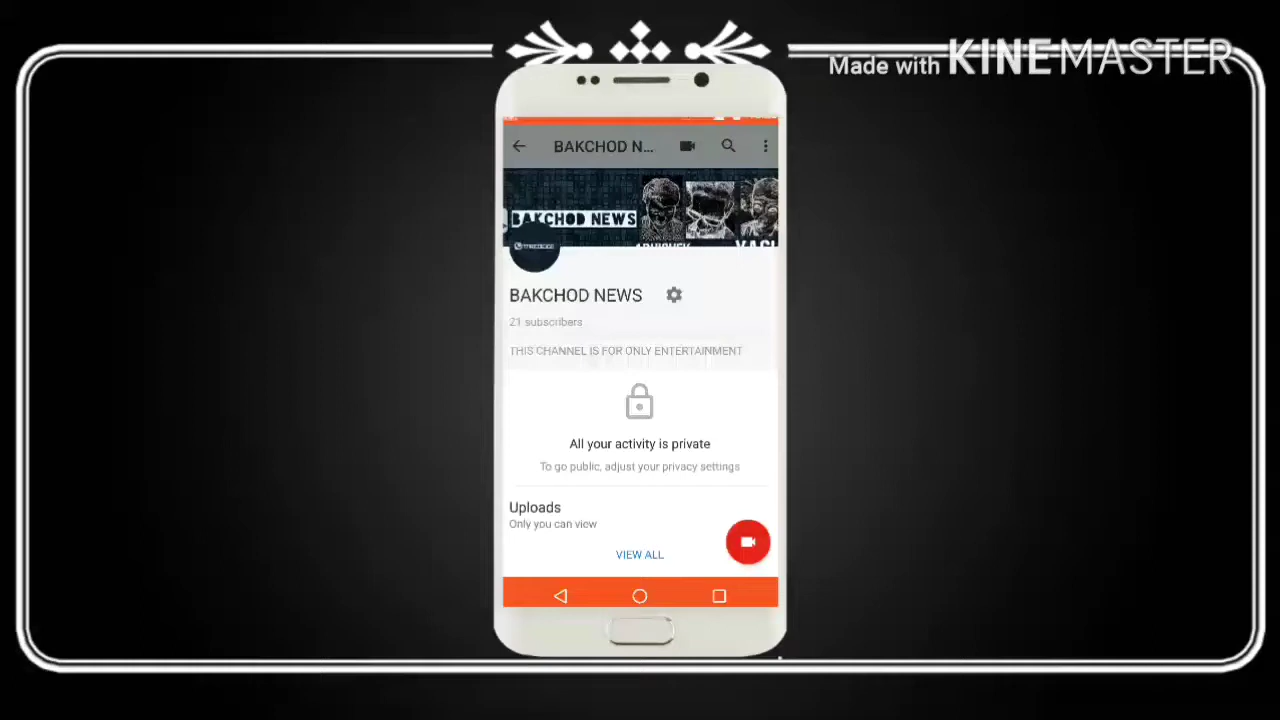 Made with KINEMASTER
BAKCHOD N...
BAKCHOD NEWS
BAKCHOD NEWS
21 subscribers
THIS CHANNEL IS FOR ONLY ENTERTAINMENT
All your activity is private
To go public, adjust your privacy settings
Uploads
Only you can view
VIEW ALL